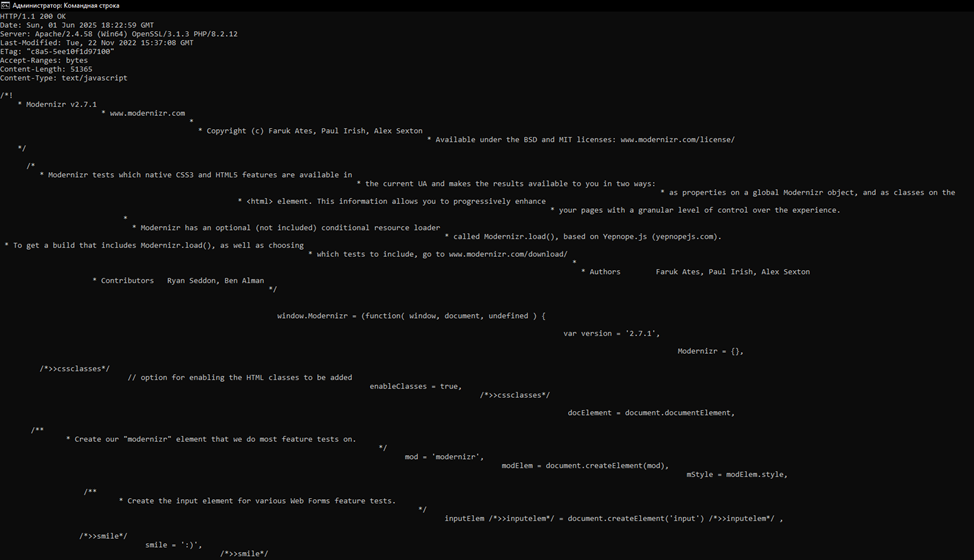 Администратор: Командная строка
HTTP/1.1 200 OK
Date: Sun, 01 Jun 2025 18:22:59 GMT
Server: Apache/2.4.58 (Win64) OpenSSL/3.1.3 PHP/8.2.12
Last-Modified: Tue, 22 Nov 2022 15:37:08 GMT
ETag: "c8a5-5ee10f1d97100"
Accept-Ranges: bytes
Content-Length: 51365
Content-Type: text/javascript
/*!
* Modernizr v2.7.1
* www.modernizr.com
*
* Copyright (c) Faruk Ates, Paul Irish, Alex Sexton
* Available under the BSD and MIT licenses: www.modernizr.com/license/
*/
/*
* Modernizr tests which native CSS3 and HTML5 features are available in
* the current UA and makes the results available to you in two ways:
* as properties on a global Modernizr object, and as classes on the
* <html> element. This information allows you to progressively enhance
* your pages with a granular level of control over the experience.
*
* Modernizr has an optional (not included) conditional resource loader
* called Modernizr.load(), based on Yepnope.js (yepnopejs.com).
* To get a build that includes Modernizr.load(), as well as choosing
* which tests to include, go to www.modernizr.com/download/
*
* Authors        Faruk Ates, Paul Irish, Alex Sexton
* Contributors   Ryan Seddon, Ben Alman
*/
window.Modernizr = (function( window, document, undefined ) {
var version = '2.7.1',
Modernizr = {},
/*>>cssclasses*/
// option for enabling the HTML classes to be added
enableClasses = true,
/*>>cssclasses*/
docElement = document.documentElement,
/**
* Create our "modernizr" element that we do most feature tests on.
*/
mod = 'modernizr',
modElem = document.createElement(mod),
mStyle = modElem.style,
/**
* Create the input element for various Web Forms feature tests.
*/
inputElem /*>>inputelem*/ = document.createElement('input') /*>>inputelem*/ ,
/*>>smile*/
smile = ':)',
/*>>smile*/